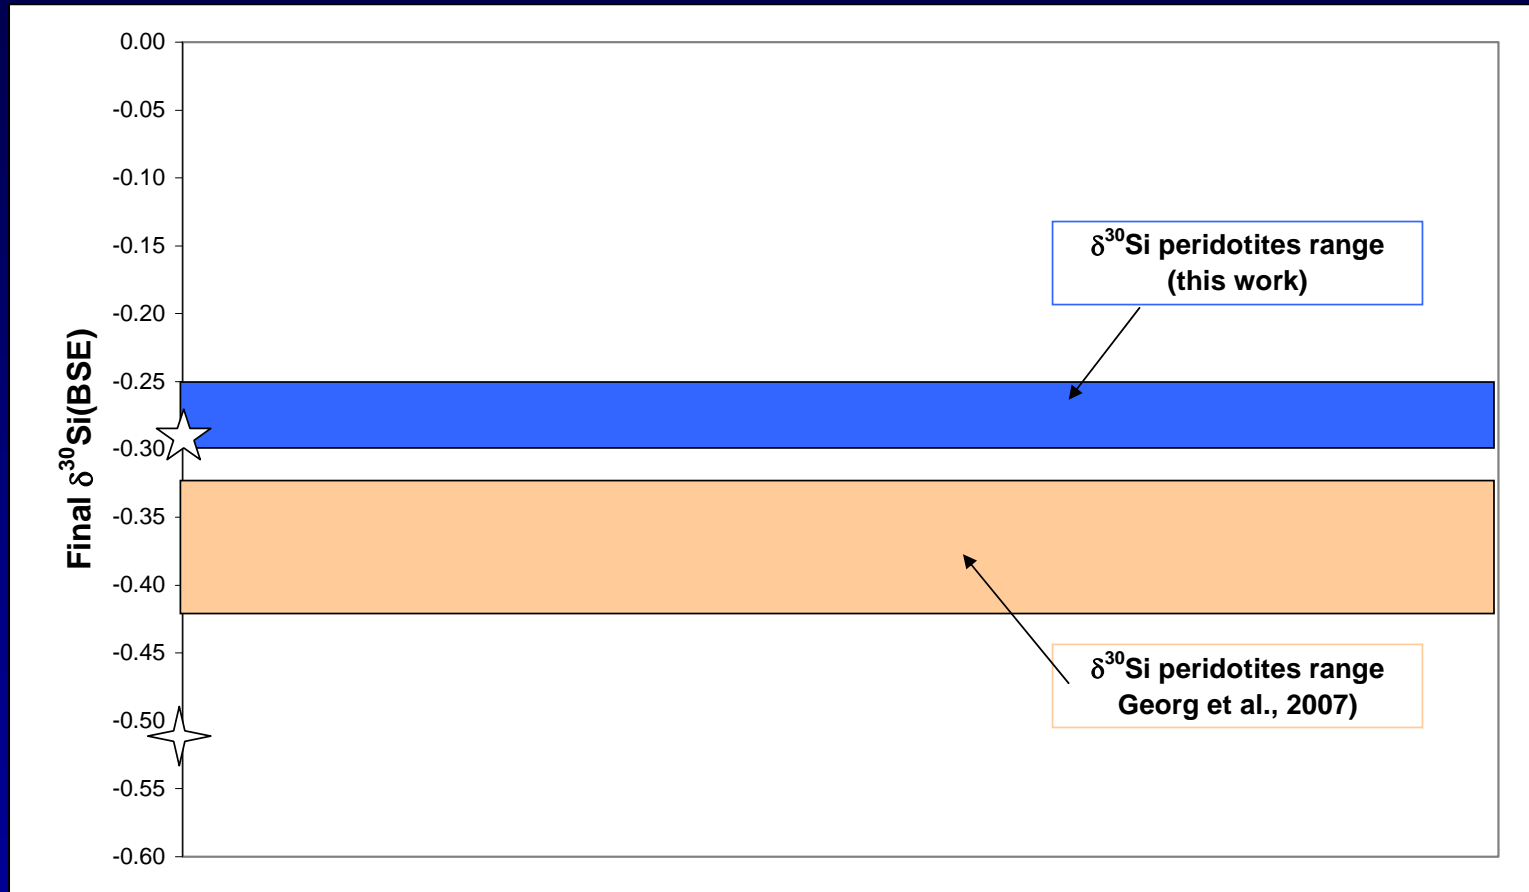 0.00
-0.05
-0.10
-0.15
-0.20
-0.25
-0.30
-0.35
-0.40
-0.45
-0.50
-0.55
-0.60
Final δ³⁰Si(BSE)
δ³⁰Si peridotites range
(this work)
δ³⁰Si peridotites range
Georg et al., 2007)